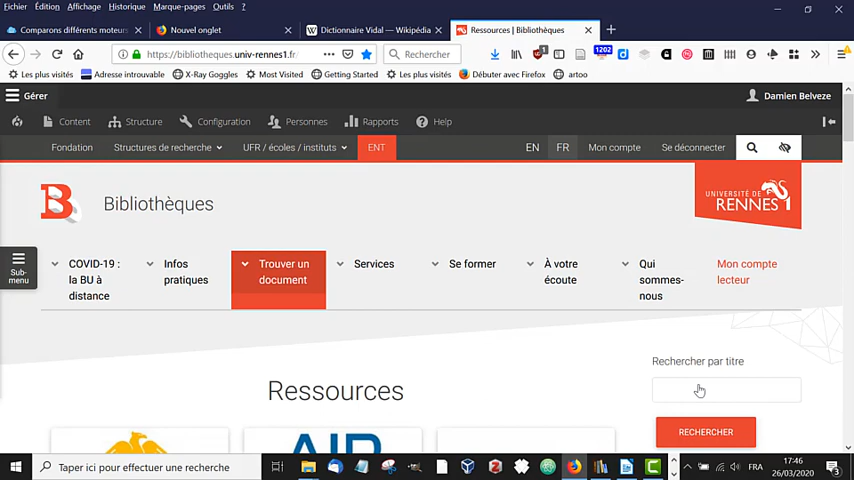 Fichier Édition Affichage Historique Marque-pages Outils ?
Comparons différents moteurs Nouvel onglet Dictionnaire Vidal — Wikipédia Ressources | Bibliothèques
https://bibliotheques.univ-rennes1.fr/ Rechercher 1 1202
Les plus visités Adresse introuvable X-Ray Goggles Most Visited Getting Started Les plus visités Débuter avec Firefox artoo
Gérer Damien Belveze
Content Structure Configuration Personnes Rapports Help
Fondation Structures de recherche UFR / écoles / instituts ENT EN FR Mon compte Se déconnecter
B Bibliothèques
UNIVERSITÉ DE
RENNES 1
Sub-
menu
COVID-19 :
la BU à
distance
Infos
pratiques
Trouver un
document
Services
Se former
À votre
écoute
Qui
sommes-
nous
Mon compte
lecteur
Rechercher par titre
Ressources
RECHERCHER
AIP
Taper ici pour effectuer une recherche
FRA
17:46
26/03/2020
3